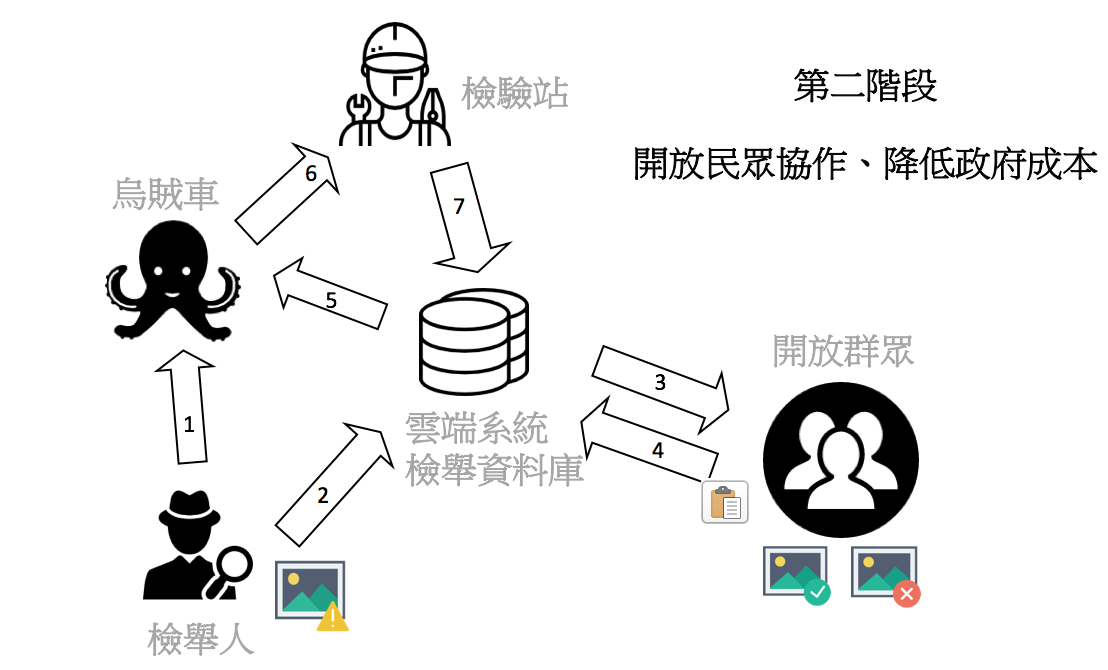 檢驗站
第二階段
開放民眾協作、降低政府成本
6
烏賊車
7
5
開放群眾
3
1
雲端系統
4
檢舉資料庫
2
檢舉人